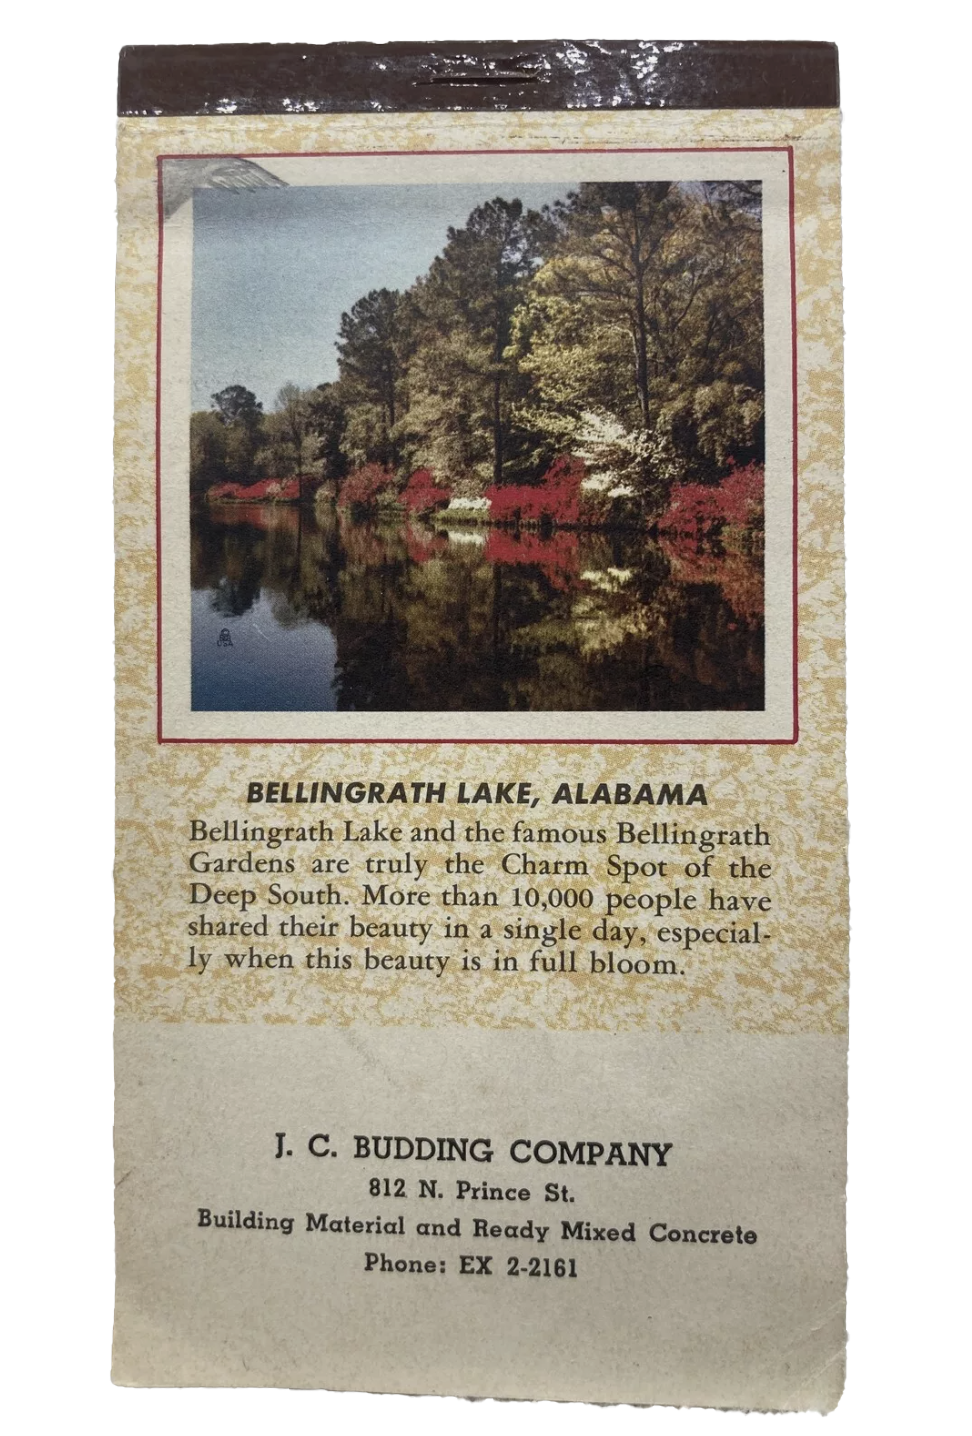 USA
BELLINGRATH LAKE, ALABAMA
Bellingrath Lake and the famous Bellingrath
Gardens are truly the Charm Spot of the
Deep South. More than 10,000 people have
shared their beauty in a single day, especial-
ly when this beauty is in full bloom.
J. C. BUDDING COMPANY
812 N. Prince St.
Building Material and Ready Mixed Concrete
Phone: EX 2-2161